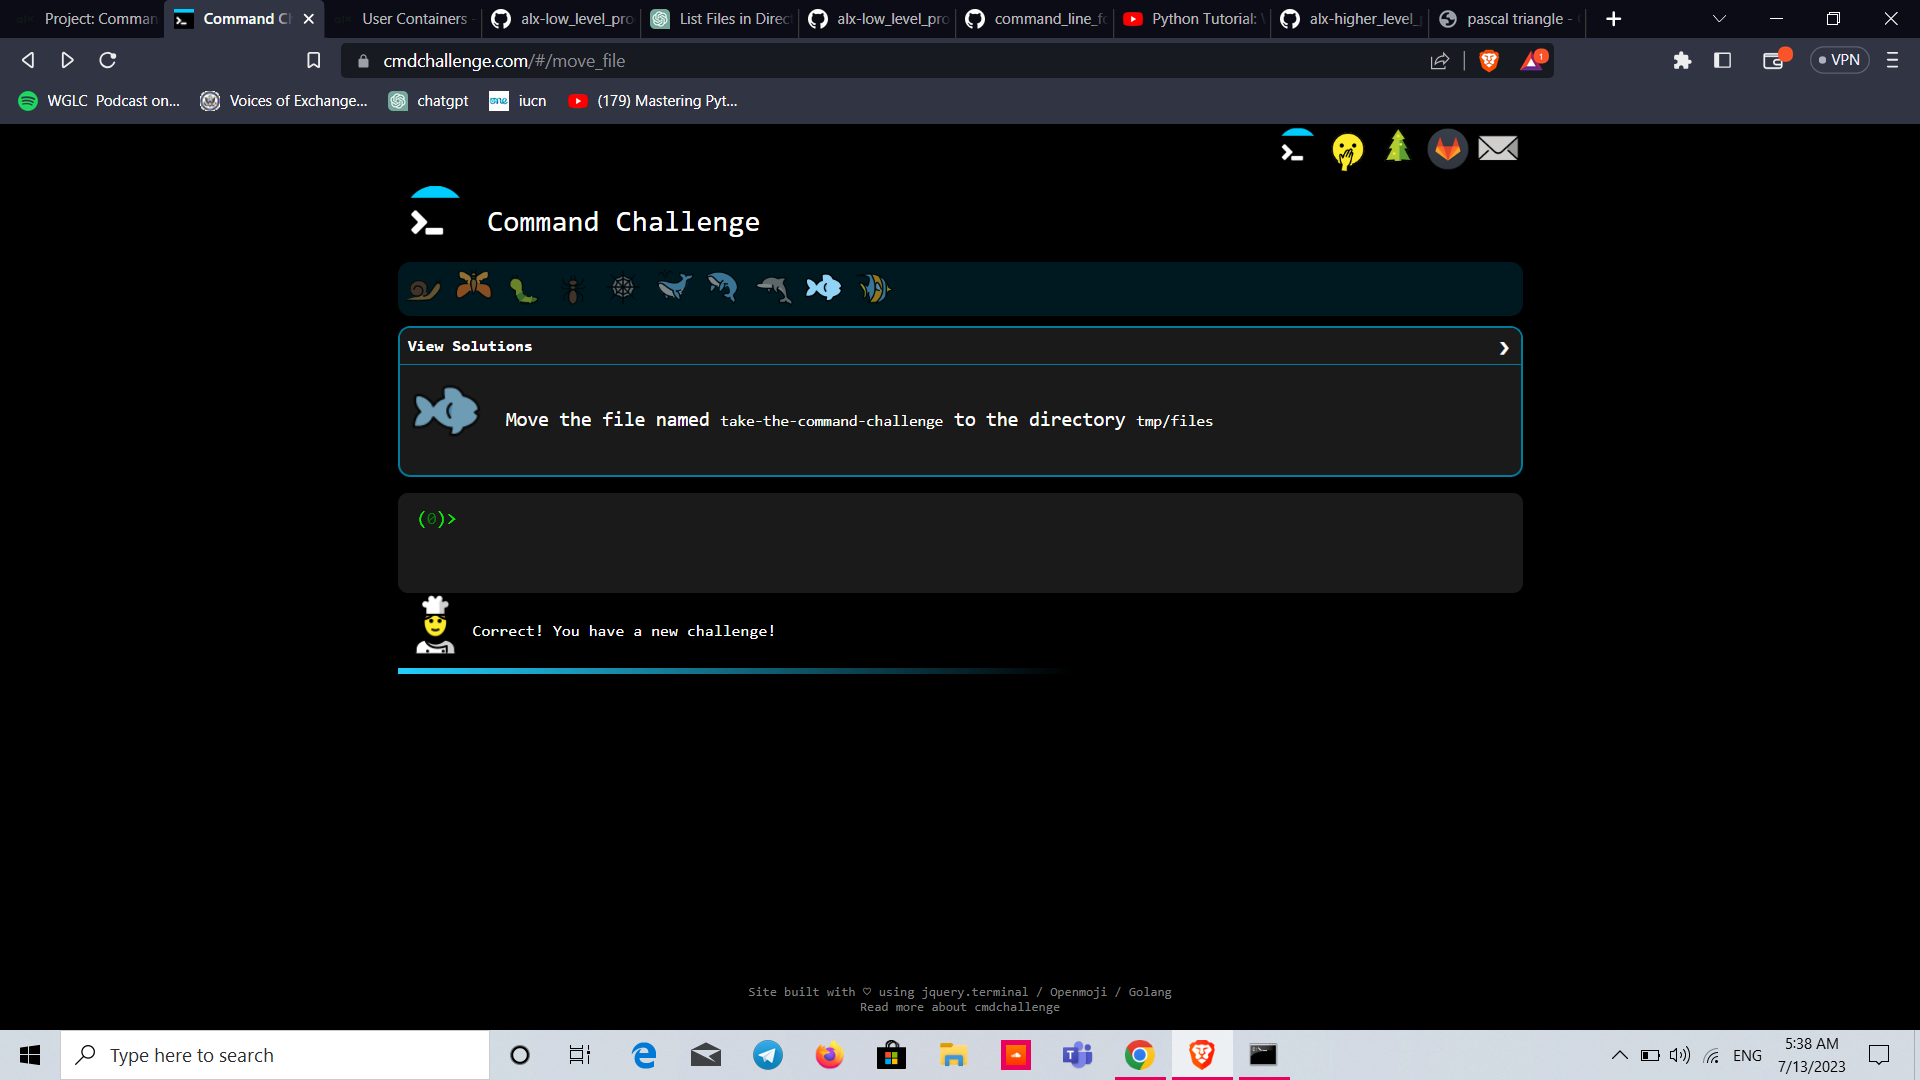 Project: Comman
Command C
User Containers -
alx-low_level_pro
List Files in Direct
alx-low_level_pro
command_line_fo
Python Tutorial:
alx-higher_level_
pascal triangle -
cmdchallenge.com/#/move_file
1
VPN
WGLC Podcast on...
Voices of Exchange...
chatgpt
iucn
(179) Mastering Pyt...
Command Challenge
View Solutions
Move the file named take-the-command-challenge to the directory tmp/files
(0)>
Correct! You have a new challenge!
Site built with ♡ using jquery.terminal / Openmoji / Golang
Read more about cmdchallenge
Type here to search
ENG
5:38 AM
7/13/2023